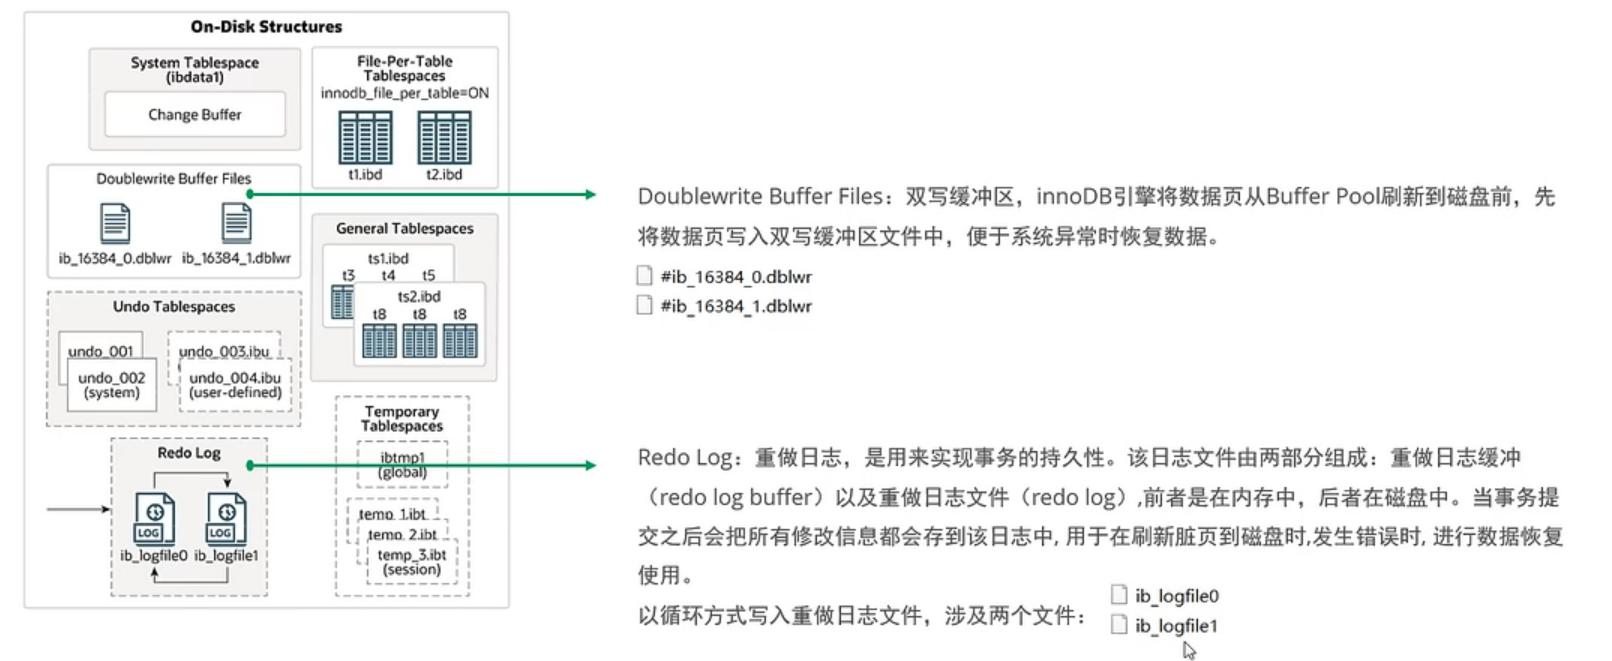 On-Disk Structures
System Tablespace
(ibdata1)
Change Buffer
File-Per-Table
Tablespaces
innodb_file_per_table=ON
t1.ibd
t2.ibd
Doublewrite Buffer Files
ib_16384_0.dblwr
ib_16384_1.dblwr
General Tablespaces
ts1.ibd
t3 t4 t5
ts2.ibd
t8 t8 t8
Undo Tablespaces
undo_001
undo_002
(system)
undo_003.ibu
undo_004.ibu
(user-defined)
Temporary
Tablespaces
ibtmp1
(global)
temp_1.ibt
temp_2.ibt
temp_3.ibt
(session)
Redo Log
LOG
LOG
ib_logfile0
ib_logfile1
Doublewrite Buffer Files：双写缓冲区，innoDB引擎将数据页从Buffer Pool刷新到磁盘前，先
将数据页写入双写缓冲区文件中，便于系统异常时恢复数据。
#ib_16384_0.dblwr
#ib_16384_1.dblwr
Redo Log：重做日志，是用来实现事务的持久性。该日志文件由两部分组成：重做日志缓冲
（redo log buffer）以及重做日志文件（redo log）,前者是在内存中，后者在磁盘中。当事务提
交之后会把所有修改信息都会存到该日志中, 用于在刷新脏页到磁盘时,发生错误时, 进行数据恢复
使用。
以循环方式写入重做日志文件，涉及两个文件：
ib_logfile0
ib_logfile1